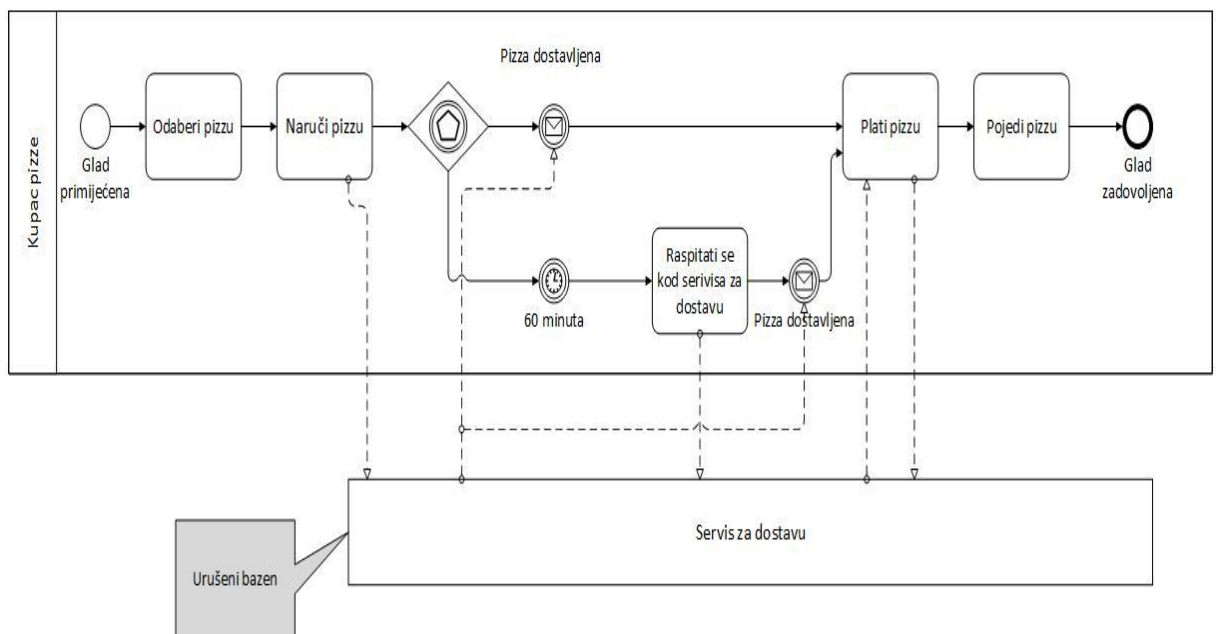 Kupac pizze
Glad
primijećena
Odaberi pizzu
Naruči pizzu
Pizza dostavljena
60 minuta
Raspitati se
kod serivisa za
dostavu
Pizza dostavljena
Plati pizzu
Pojedi pizzu
Glad
zadovoljena
Servis za dostavu
Urušeni bazen